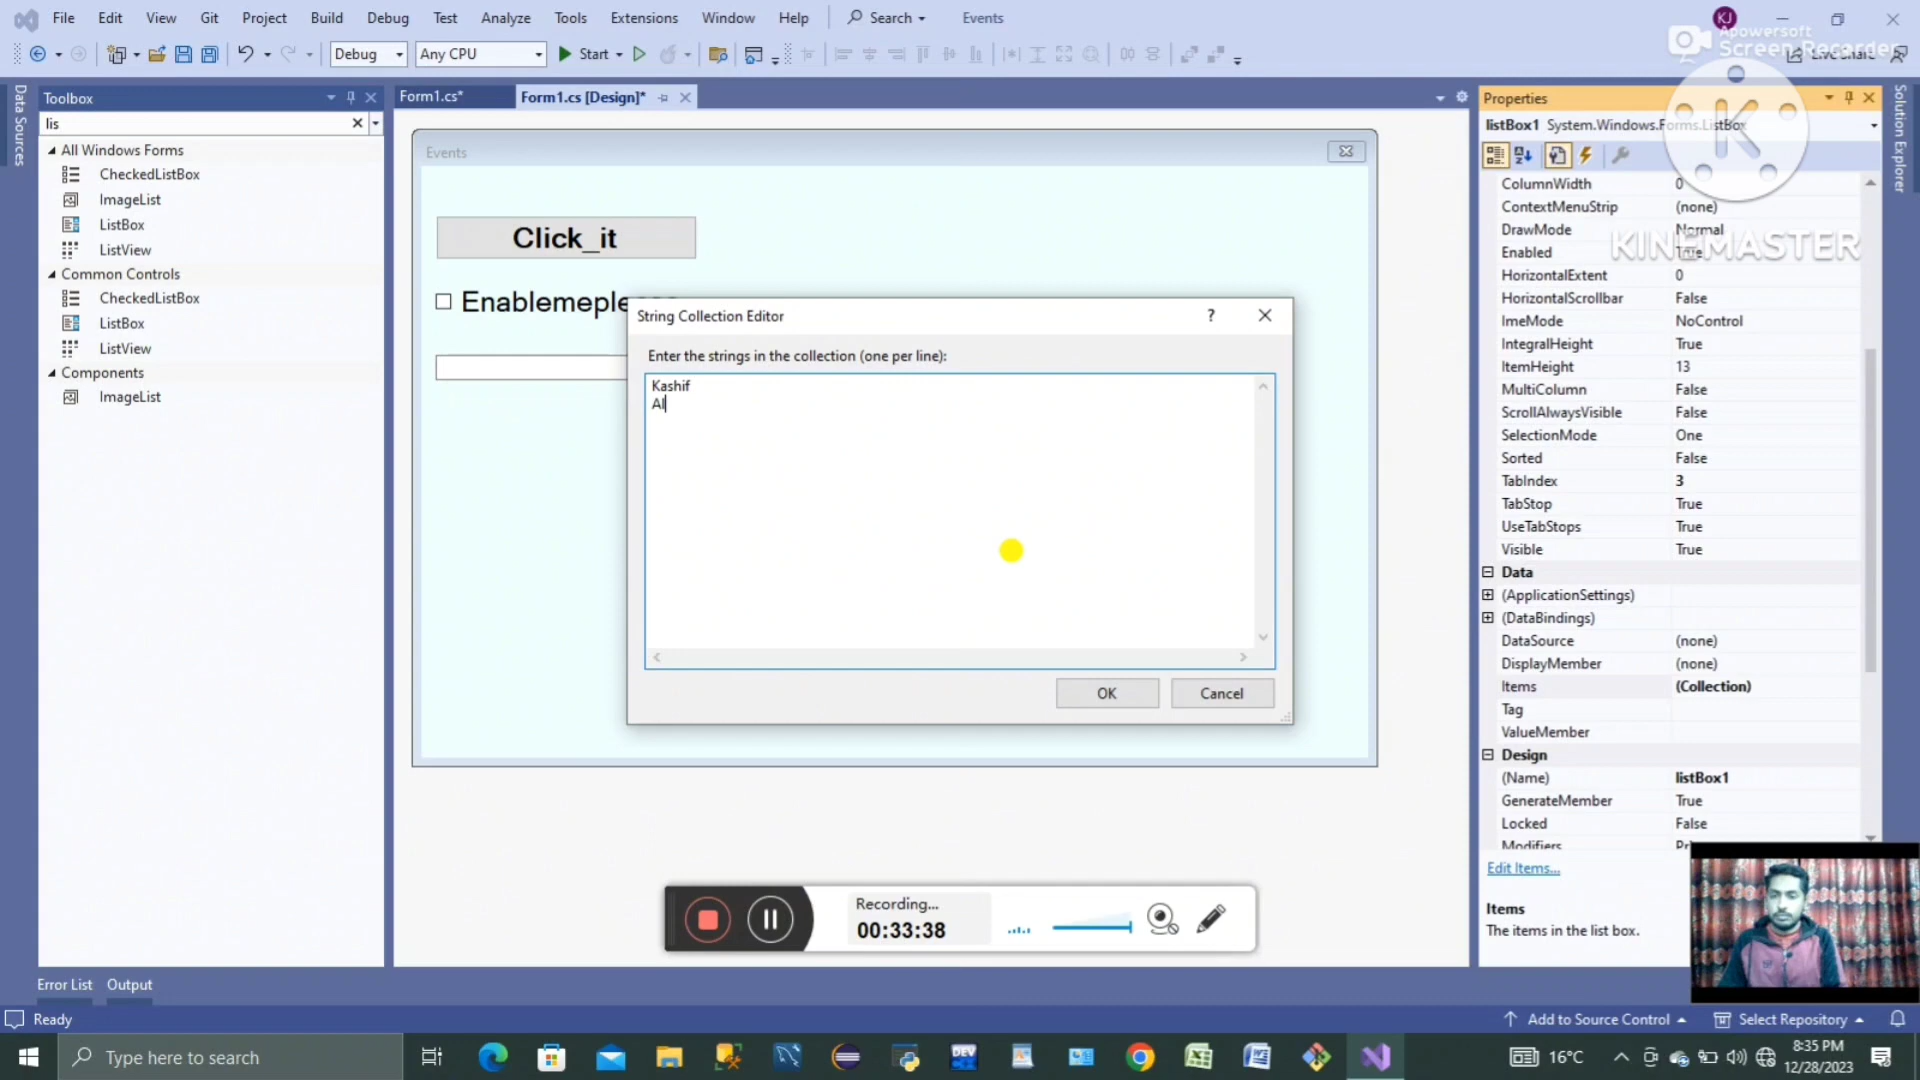 File Edit View Git Project Build Debug Test Analyze Tools Extensions Window Help Search Events KJ
Debug Any CPU Start
Apowersoft
Screen Recorder
Data Sources
Toolbox
lis
All Windows Forms
CheckedListBox
ImageList
ListBox
ListView
Common Controls
CheckedListBox
ListBox
ListView
Components
ImageList
Form1.cs*
Form1.cs [Design]*
Events
Click_it
String Collection Editor
Enter the strings in the collection (one per line):
Kashif
Al
OK Cancel
Properties
listBox1 System.Windows.Forms.ListBox
K
KINEMASTER
ColumnWidth 0
ContextMenuStrip (none)
DrawMode Normal
Enabled True
HorizontalExtent 0
HorizontalScrollbar False
ImeMode NoControl
IntegralHeight True
ItemHeight 13
MultiColumn False
ScrollAlwaysVisible False
SelectionMode One
Sorted False
TabIndex 3
TabStop True
UseTabStops True
Visible True
Data
(ApplicationSettings)
(DataBindings)
DataSource (none)
DisplayMember (none)
Items (Collection)
Tag
ValueMember
Design
(Name) listBox1
GenerateMember True
Locked False
Edit Items...
Items
The items in the list box.
Solution Explorer
Recording...
00:33:38
Error List Output
Ready
Add to Source Control Select Repository
Type here to search
DEV
16°C
8:35 PM
12/28/2023